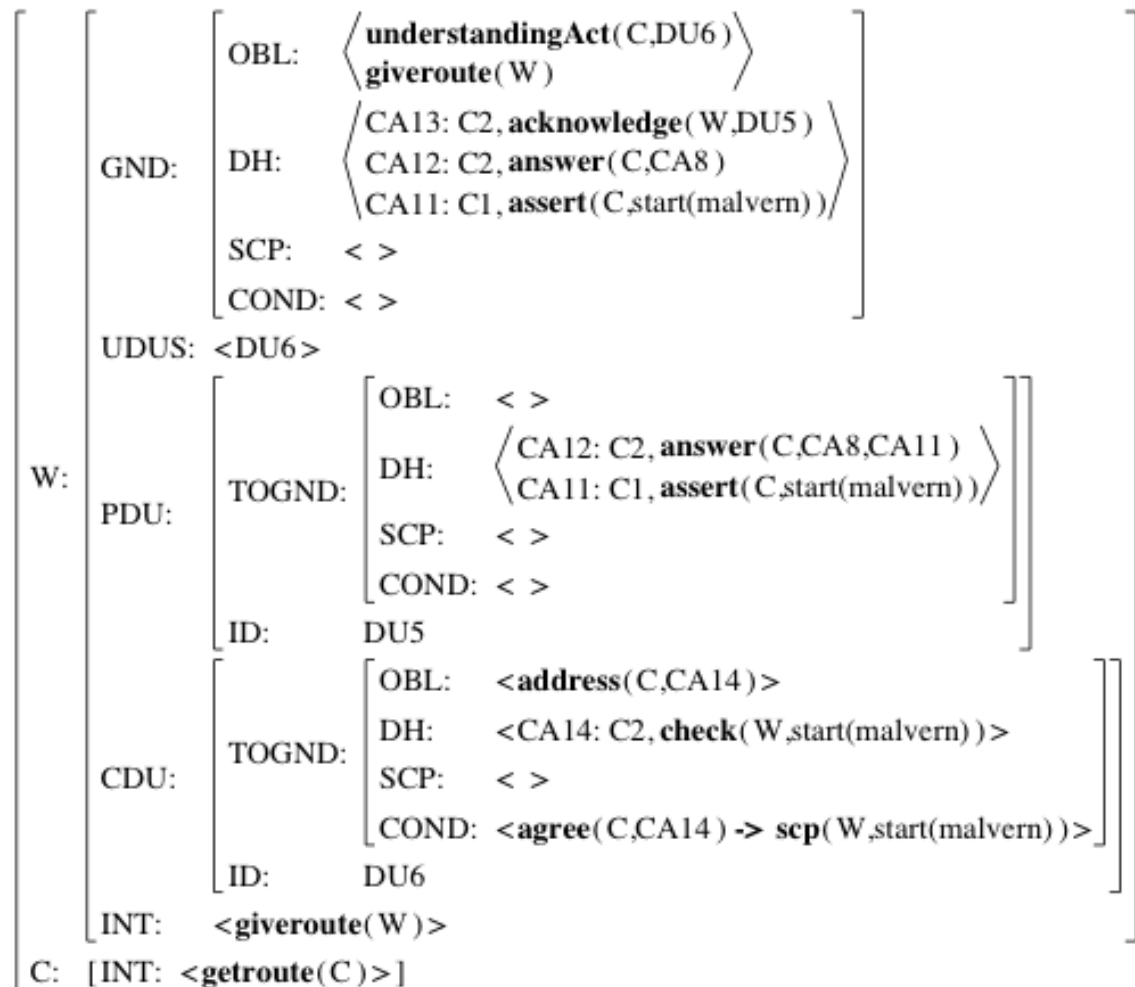 OBL: understandingAct(C,DU6)
giveroute(W)
GND: DH: CA13: C2, acknowledge(W,DU5)
CA12: C2, answer(C,CA8)
CA11: C1, assert(C,start(malvern))
SCP: < >
COND: < >
UDUS: <DU6>
W: PDU: TOGND: OBL: < >
DH: CA12: C2, answer(C,CA8,CA11)
CA11: C1, assert(C,start(malvern))
SCP: < >
COND: < >
ID: DU5
CDU: TOGND: OBL: <address(C,CA14)>
DH: <CA14: C2, check(W,start(malvern))>
SCP: < >
COND: <agree(C,CA14) -> scp(W,start(malvern))>
ID: DU6
INT: <giveroute(W)>
C: [INT: <getroute(C)>]